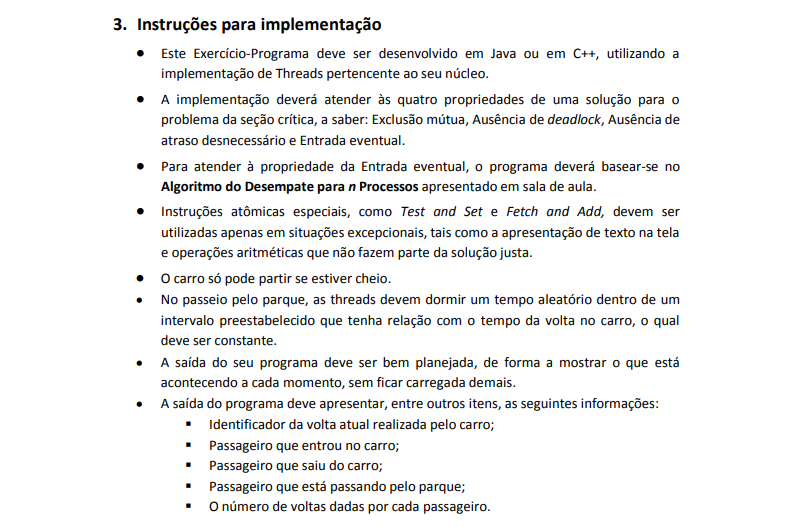 3. Instruções para implementação
• Este Exercício-Programa deve ser desenvolvido em Java ou em C++, utilizando a
implementação de Threads pertencente ao seu núcleo.
• A implementação deverá atender às quatro propriedades de uma solução para o
problema da seção crítica, a saber: Exclusão mútua, Ausência de deadlock, Ausência de
atraso desnecessário e Entrada eventual.
• Para atender à propriedade da Entrada eventual, o programa deverá basear-se no
Algoritmo do Desempate para n Processos apresentado em sala de aula.
• Instruções atômicas especiais, como Test and Set e Fetch and Add, devem ser
utilizadas apenas em situações excepcionais, tais como a apresentação de texto na tela
e operações aritméticas que não fazem parte da solução justa.
• O carro só pode partir se estiver cheio.
• No passeio pelo parque, as threads devem dormir um tempo aleatório dentro de um
intervalo preestabelecido que tenha relação com o tempo da volta no carro, o qual
deve ser constante.
• A saída do seu programa deve ser bem planejada, de forma a mostrar o que está
acontecendo a cada momento, sem ficar carregada demais.
• A saída do programa deve apresentar, entre outros itens, as seguintes informações:
▪ Identificador da volta atual realizada pelo carro;
▪ Passageiro que entrou no carro;
▪ Passageiro que saiu do carro;
▪ Passageiro que está passando pelo parque;
▪ O número de voltas dadas por cada passageiro.